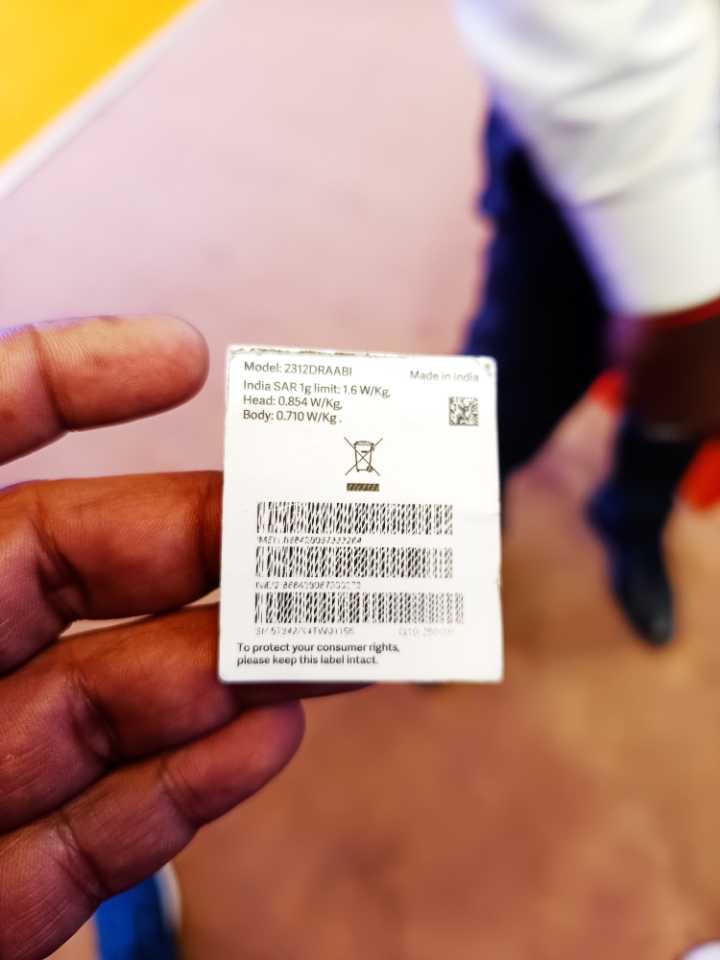 Model: 2312DRAABI
Made in India
India SAR 1g limit: 1.6 W/Kg,
Head: 0.854 W/Kg,
Body: 0.710 W/Kg .
To protect your consumer rights,
please keep this label intact.